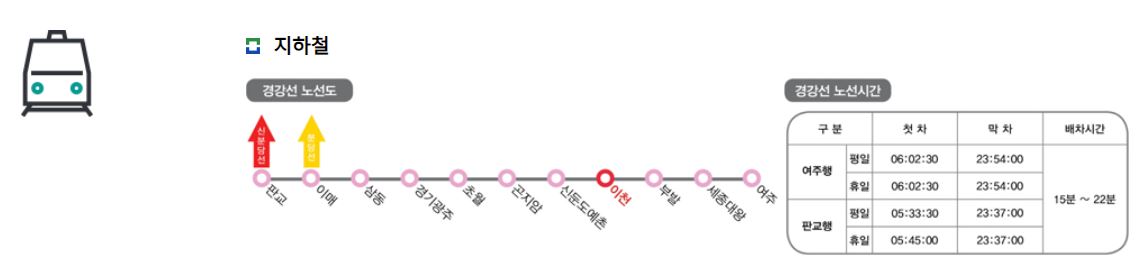 지하철
경강선 노선도
신분당선
분당선
판교
이매
삼동
경기광주
초월
곤지암
신둔도예촌
이천
부발
세종대왕
여주
경강선 노선시간
구 분 첫 차 막 차 배차시간
여주행 평일 06:02:30 23:54:00
휴일 06:02:30 23:54:00
15분 ~ 22분
판교행 평일 05:33:30 23:37:00
휴일 05:45:00 23:37:00